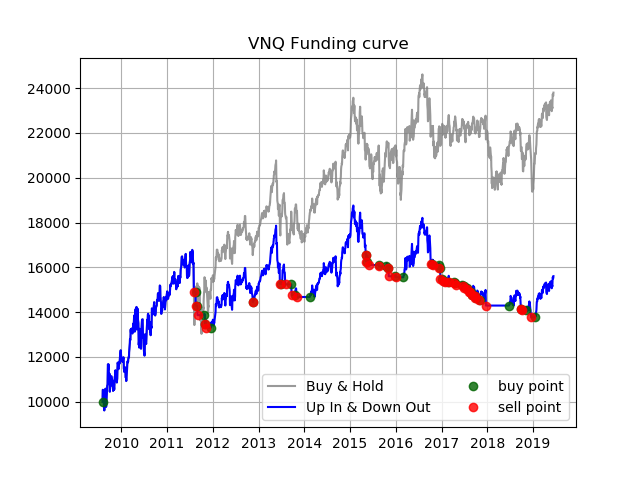 VNQ Funding curve
24000
22000
20000
18000
16000
14000
12000
10000
Buy & Hold
Up In & Down Out
buy point
sell point
2010 2011 2012 2013 2014 2015 2016 2017 2018 2019